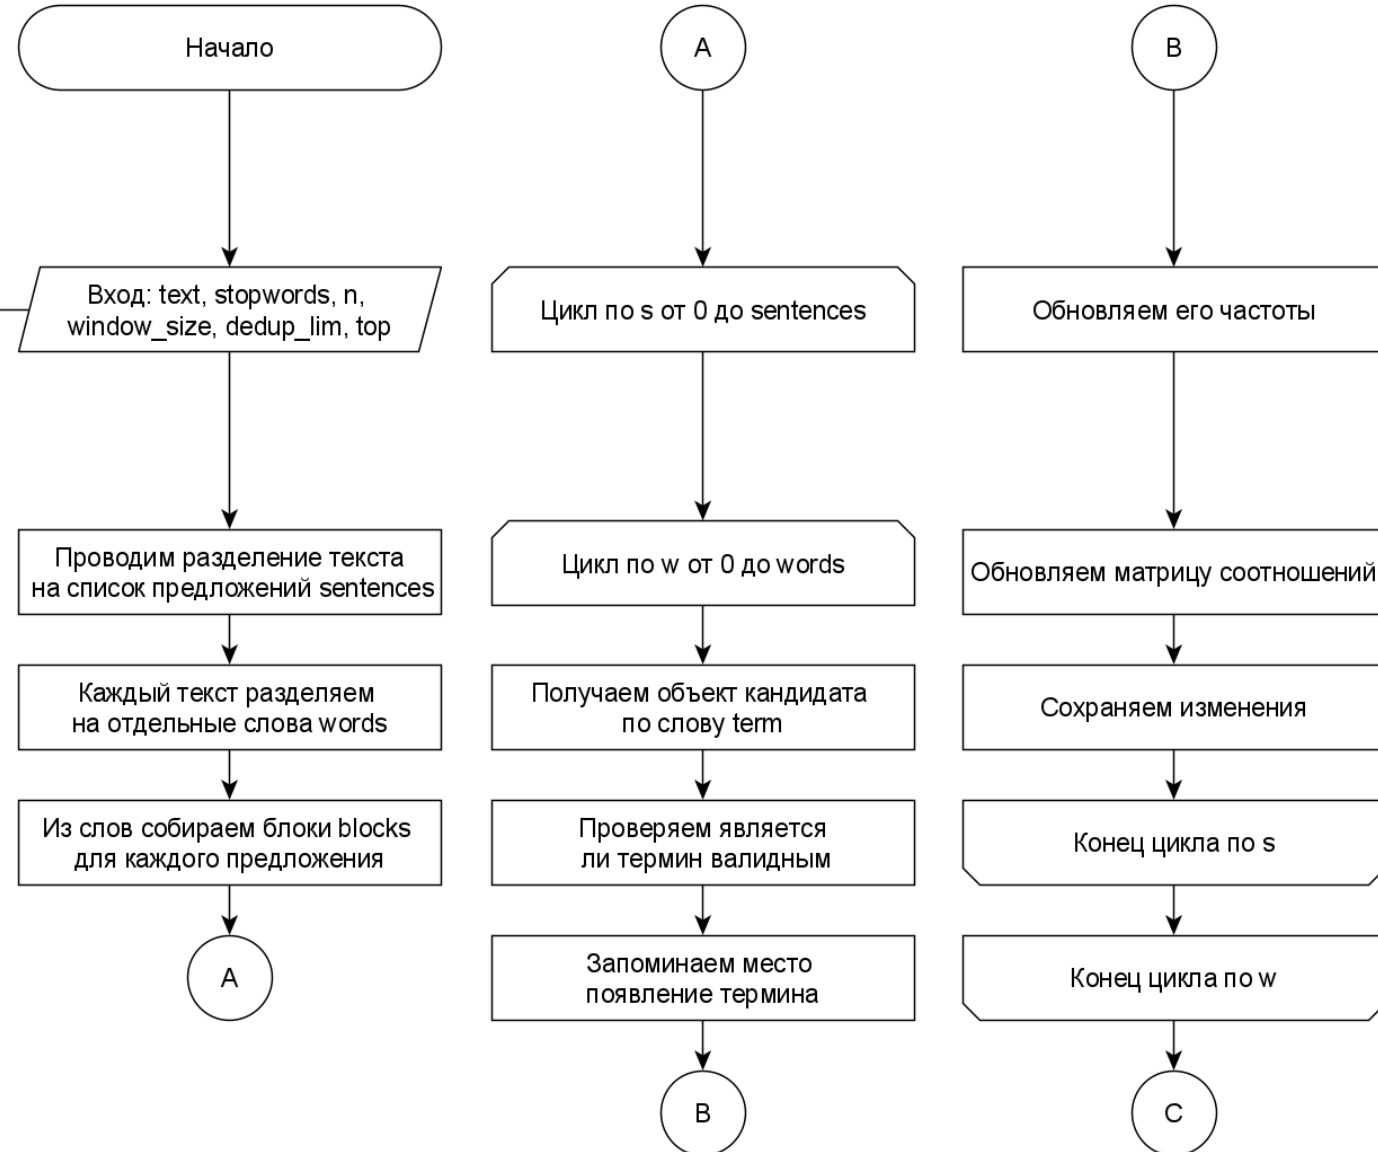 Начало
Вход: text, stopwords, n,
window_size, dedup_lim, top
Проводим разделение текста
на список предложений sentences
Каждый текст разделяем
на отдельные слова words
Из слов собираем блоки blocks
для каждого предложения
A
A
Цикл по s от 0 до sentences
Цикл по w от 0 до words
Получаем объект кандидата
по слову term
Проверяем является
ли термин валидным
Запоминаем место
появление термина
B
B
Обновляем его частоты
Обновляем матрицу соотношений
Сохраняем изменения
Конец цикла по s
Конец цикла по w
C